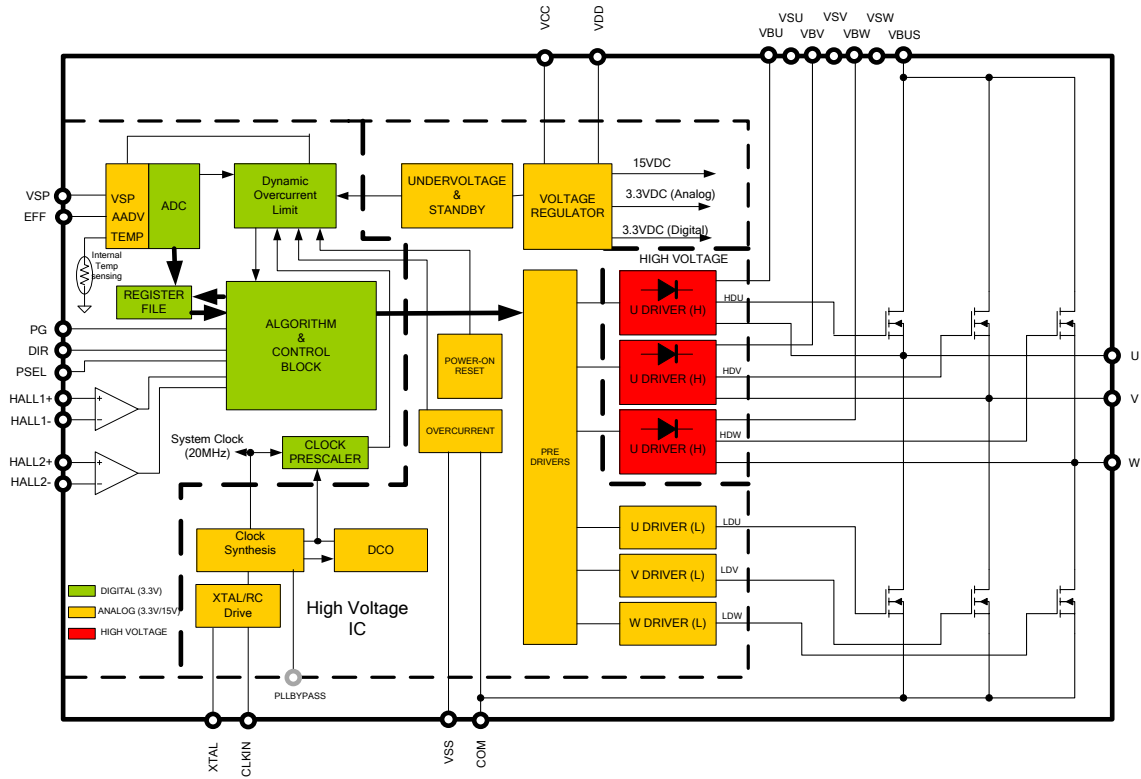 VCC
VDD
VBU
VSU
VBV
VSV
VBW
VSW
VBUS
VSP
EFF
VSP
AADV
TEMP
ADC
Dynamic
Overcurrent
Limit
UNDERVOLTAGE
&
STANDBY
VOLTAGE
REGULATOR
15VDC
3.3VDC (Analog)
3.3VDC (Digital)
Internal
Temp
sensing
REGISTER
FILE
HIGH VOLTAGE
U DRIVER (H)
HDU
U DRIVER (H)
HDV
U DRIVER (H)
HDW
PG
DIR
PSEL
HALL1+
HALL1-
HALL2+
HALL2-
+
-
+
-
ALGORITHM
&
CONTROL
BLOCK
POWER-ON
RESET
OVERCURRENT
PRE
DRIVERS
U
V
W
System Clock
(20MHz)
CLOCK
PRESCALER
Clock
Synthesis
DCO
XTAL/RC
Drive
High Voltage
IC
U DRIVER (L)
LDU
V DRIVER (L)
LDV
W DRIVER (L)
LDW
DIGITAL (3.3V)
ANALOG (3.3V/15V)
HIGH VOLTAGE
PLLBYPASS
XTAL
CLKIN
VSS
COM